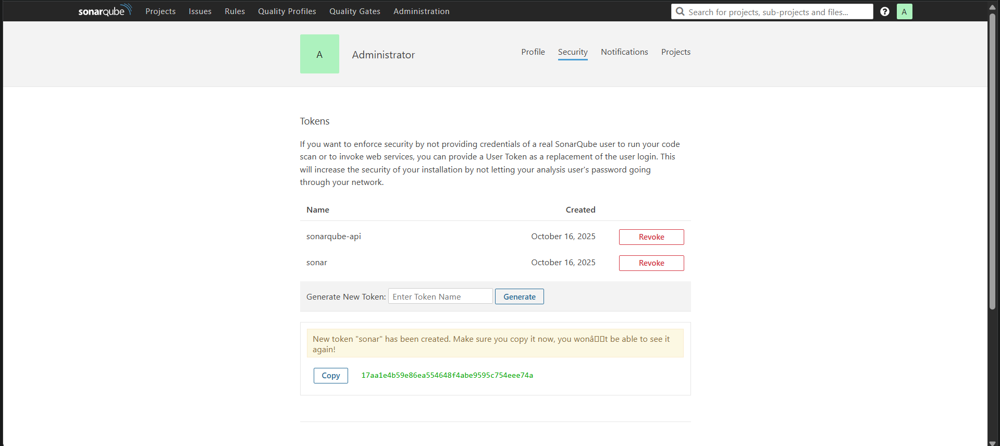 sonarqube Projects Issues Rules Quality Profiles Quality Gates Administration Search for projects, sub-projects and files... ? A
A Administrator Profile Security Notifications Projects
Tokens
If you want to enforce security by not providing credentials of a real SonarQube user to run your code
scan or to invoke web services, you can provide a User Token as a replacement of the user login. This
will increase the security of your installation by not letting your analysis user's password going
through your network.
Name Created
sonarqube-api October 16, 2025 Revoke
sonar October 16, 2025 Revoke
Generate New Token: Enter Token Name Generate
New token "sonar" has been created. Make sure you copy it now, you wonâ▯▯t be able to see it
again!
Copy 17aa1e4b59e86ea554648f4abe9595c754eee74a